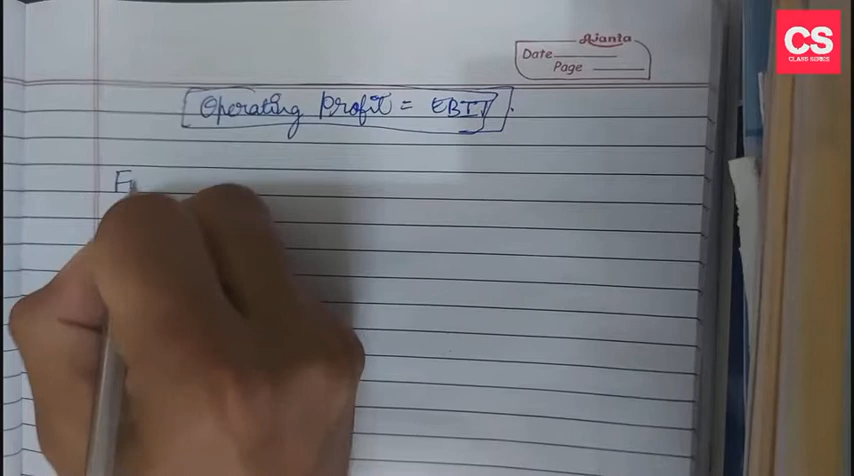 CS
CLASS SERIES
Ajanta
Date
Page
Operating Profit = EBIT.
E